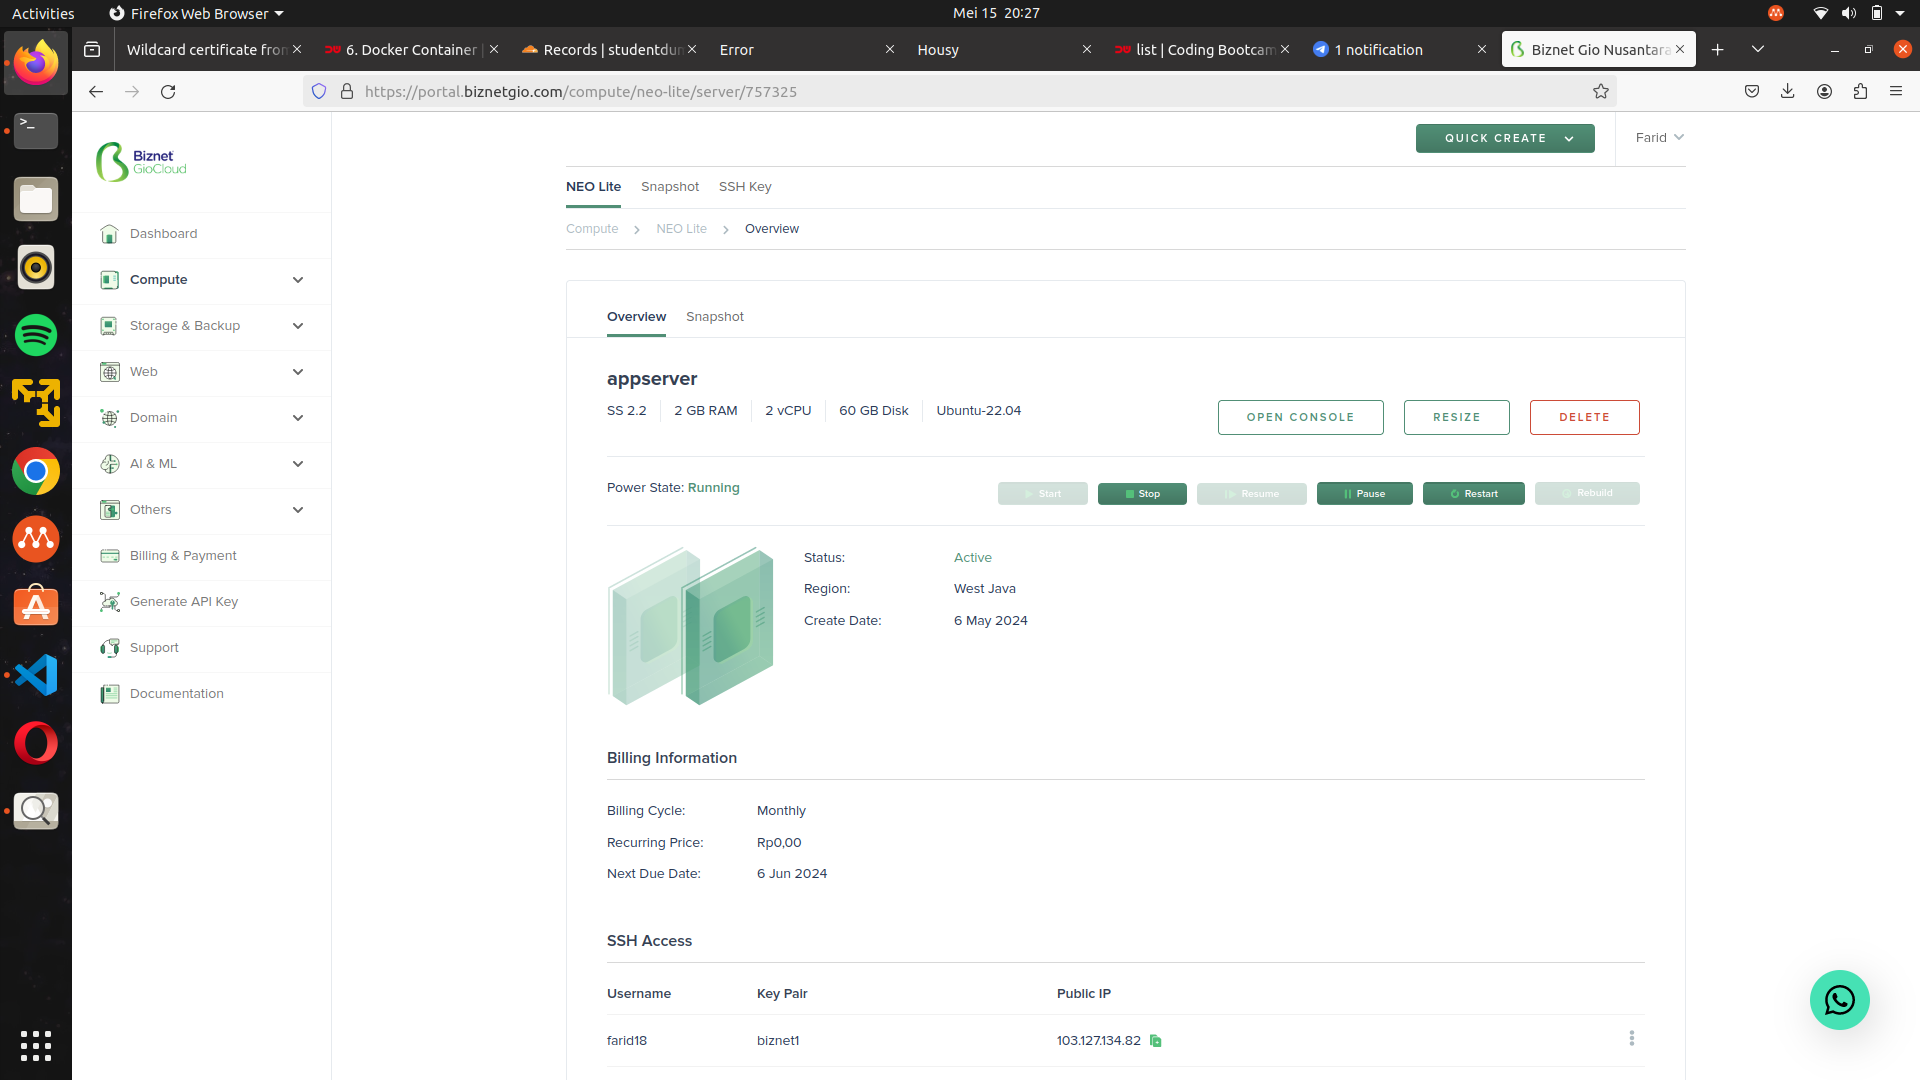 Activities
Firefox Web Browser
Mei 15 20:27
Wildcard certificate fron
6. Docker Container |
Records | studentdun
Error
Housy
list | Coding Bootcam
1 notification
Biznet Gio Nusantara
https://portal.biznetgio.com/compute/neo-lite/server/757325
Biznet
GioCloud
QUICK CREATE
Farid
Dashboard
Compute
Storage & Backup
Web
Domain
AI & ML
Others
Billing & Payment
Generate API Key
Support
Documentation
NEO Lite
Snapshot
SSH Key
Compute
NEO Lite
Overview
Overview
Snapshot
appserver
SS 2.2
2 GB RAM
2 vCPU
60 GB Disk
Ubuntu-22.04
OPEN CONSOLE
RESIZE
DELETE
Power State: Running
Start
Stop
Resume
Pause
Restart
Rebuild
Status: Active
Region: West Java
Create Date: 6 May 2024
Billing Information
Billing Cycle: Monthly
Recurring Price: Rp0,00
Next Due Date: 6 Jun 2024
SSH Access
Username Key Pair Public IP
farid18 biznet1 103.127.134.82